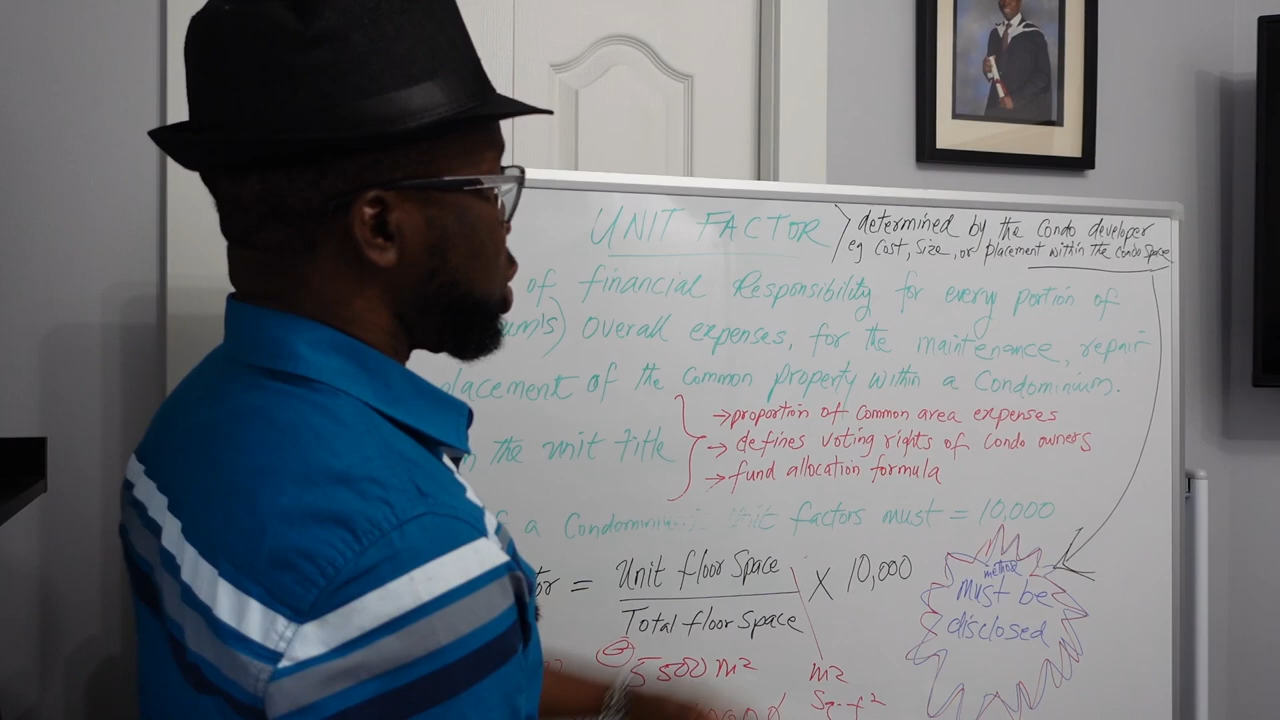 UNIT FACTOR
determined by the Condo developer
eg Cost, Size, or placement within the Condo Space
of financial Responsibility for every portion of
um's) overall expenses, for the maintenance, repair
placement of the Common Property within a Condominium.
→ proportion of Common area expenses
the unit title
→ defines voting rights of Condo owners
→ fund allocation formula
a Condominium Unit factors must = 10,000
or = Unit floor Space
Total floor Space
X 10,000
method
Must be
disclosed
5500 m2
m2